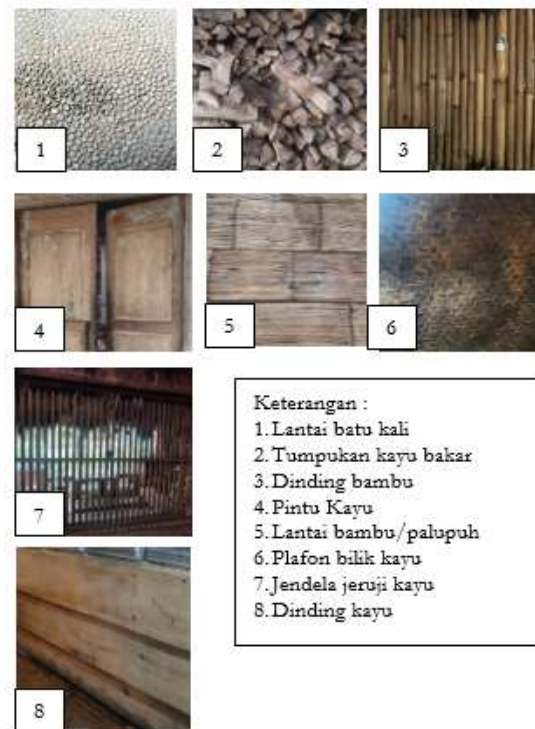 1
2
3
4
5
6
7
8
Keterangan :
1. Lantai batu kali
2. Tumpukan kayu bakar
3. Dinding bambu
4. Pintu Kayu
5. Lantai bambu/palupuh
6. Plafon bilik kayu
7. Jendela jeruji kayu
8. Dinding kayu